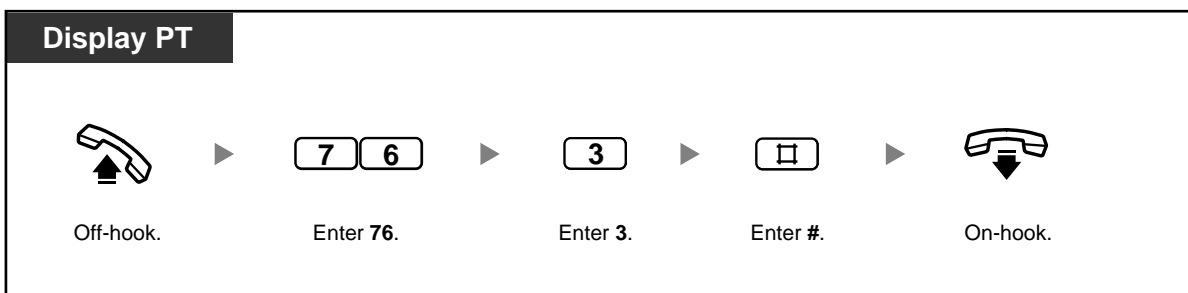 Display PT
7 6 3 #
Off-hook. Enter 76. Enter 3. Enter #. On-hook.